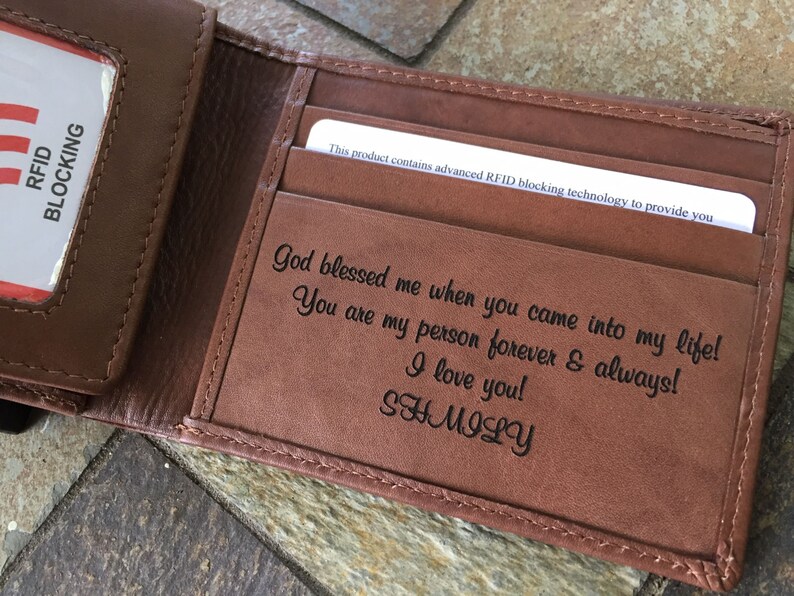 RFID
BLOCKING
This product contains advanced RFID blocking technology to provide you
God blessed me when you came into my life!
You are my person forever & always!
I love you!
SHMILY